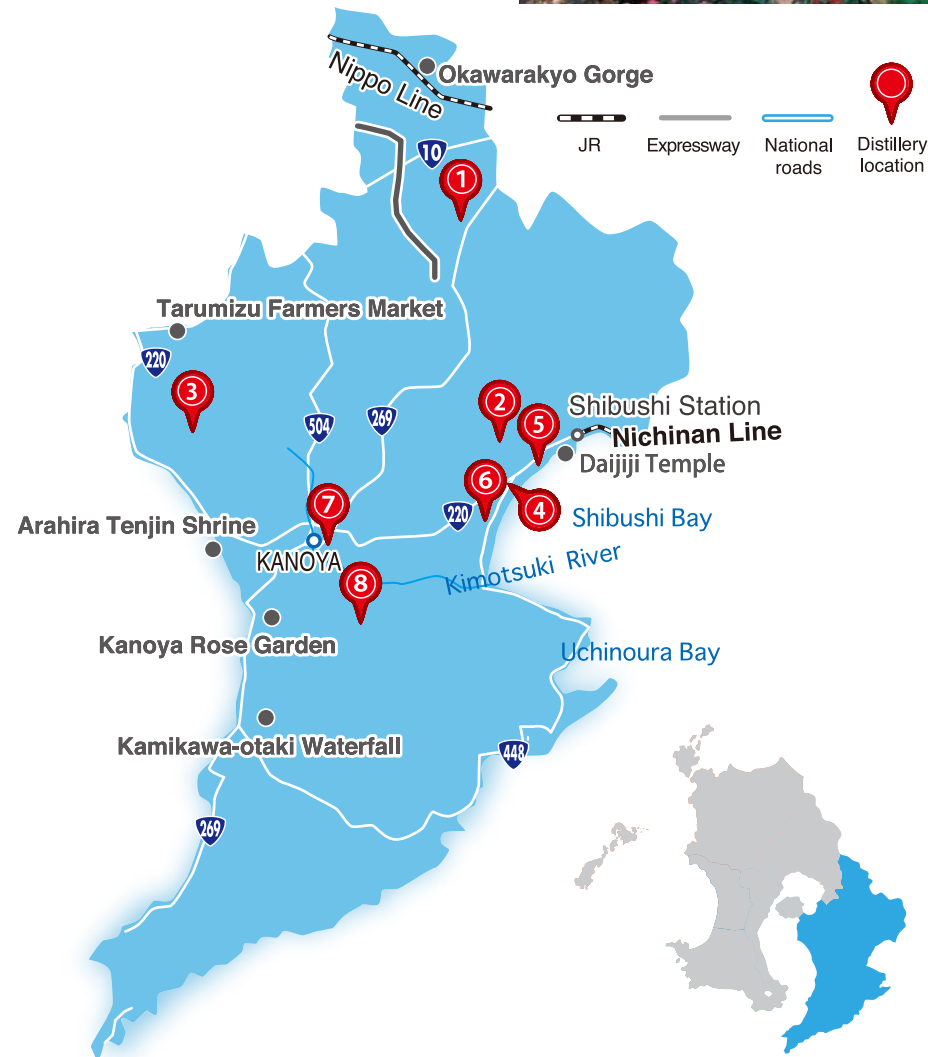 Okawarakyo Gorge
Nippo Line
JR
Expressway
National
roads
Distillery
location
10
1
Tarumizu Farmers Market
220
3
504
269
2
5
Shibushi Station
Nichinan Line
Daijiji Temple
6
4
220
Shibushi Bay
7
Arahira Tenjin Shrine
KANOYA
8
Kimotsuki River
Kanoya Rose Garden
Uchinoura Bay
Kamikawa-otaki Waterfall
448
269